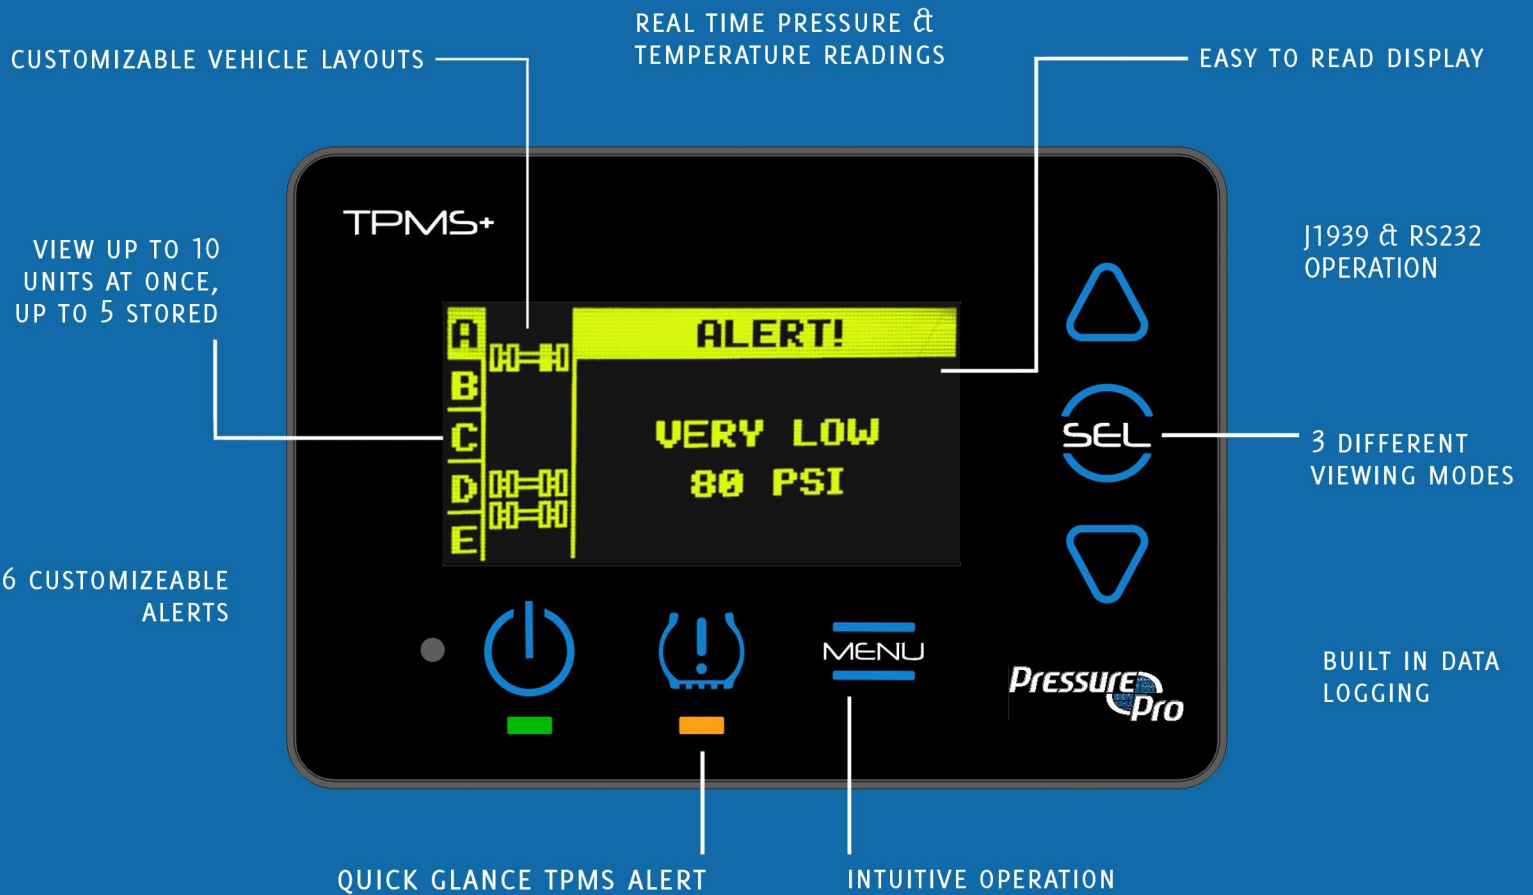 REAL TIME PRESSURE &
TEMPERATURE READINGS
CUSTOMIZABLE VEHICLE LAYOUTS
EASY TO READ DISPLAY
TPMS+
VIEW UP TO 10
UNITS AT ONCE,
UP TO 5 STORED
J1939 & RS232
OPERATION
A
B
C
D
E
ALERT!
VERY LOW
80 PSI
SEL
3 DIFFERENT
VIEWING MODES
6 CUSTOMIZEABLE
ALERTS
MENU
Pressure
Pro
BUILT IN DATA
LOGGING
QUICK GLANCE TPMS ALERT
INTUITIVE OPERATION